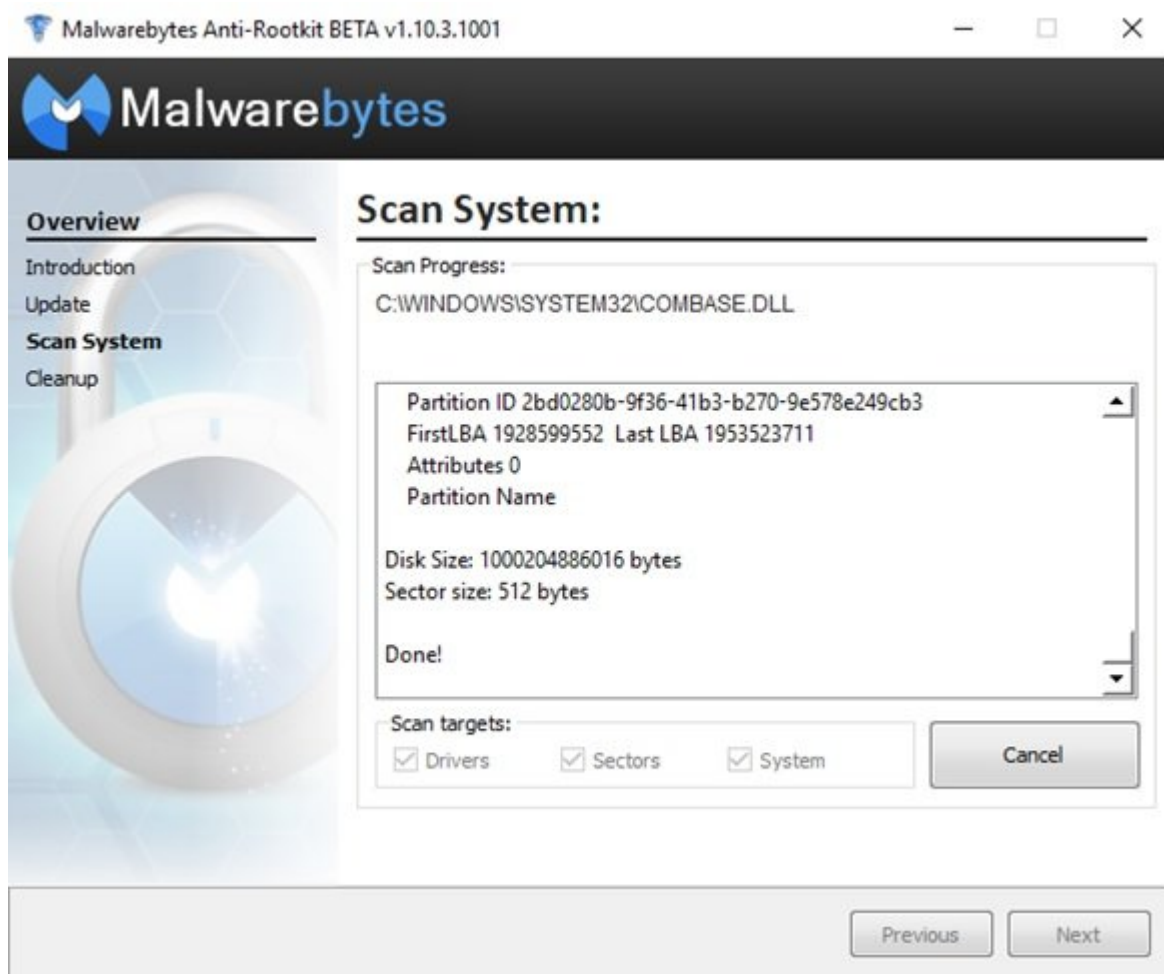 Malwarebytes Anti-Rootkit BETA v1.10.3.1001
Malwarebytes
Overview
Introduction
Update
Scan System
Cleanup
Scan System:
Scan Progress:
C:\WINDOWS\SYSTEM32\COMBASE.DLL
Partition ID 2bd0280b-9f36-41b3-b270-9e578e249cb3
FirstLBA 1928599552 Last LBA 1953523711
Attributes 0
Partition Name
Disk Size: 1000204886016 bytes
Sector size: 512 bytes
Done!
Scan targets:
Drivers Sectors System
Cancel
Previous Next